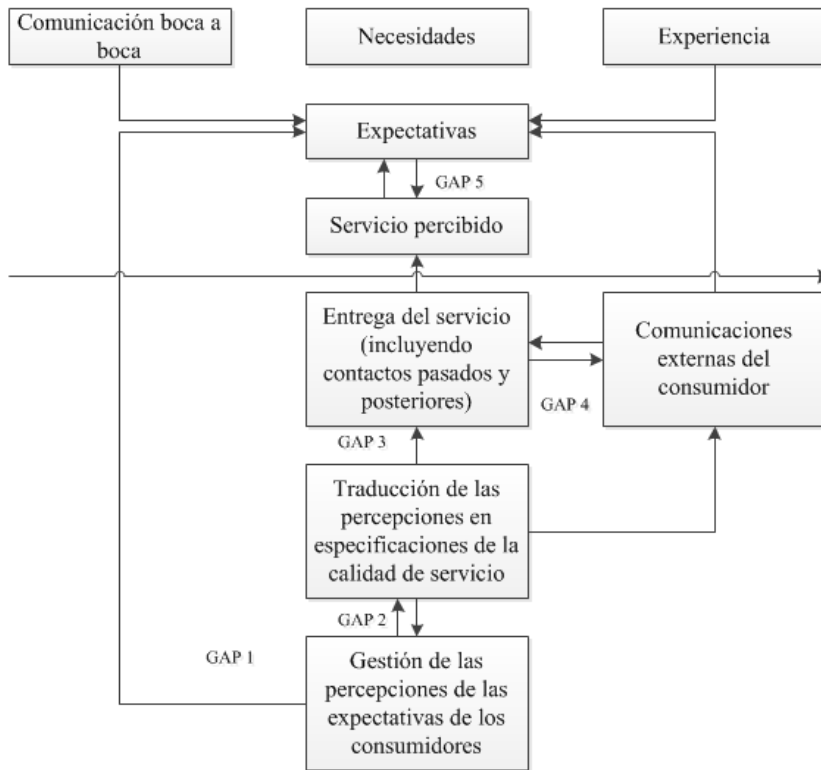 Comunicación boca a
boca
Necesidades
Experiencia
Expectativas
GAP 5
Servicio percibido
Entrega del servicio
(incluyendo
contactos pasados y
posteriores)
Comunicaciones
externas del
consumidor
GAP 4
GAP 3
Traducción de las
percepciones en
especificaciones de la
calidad de servicio
GAP 2
GAP 1
Gestión de las
percepciones de las
expectativas de los
consumidores